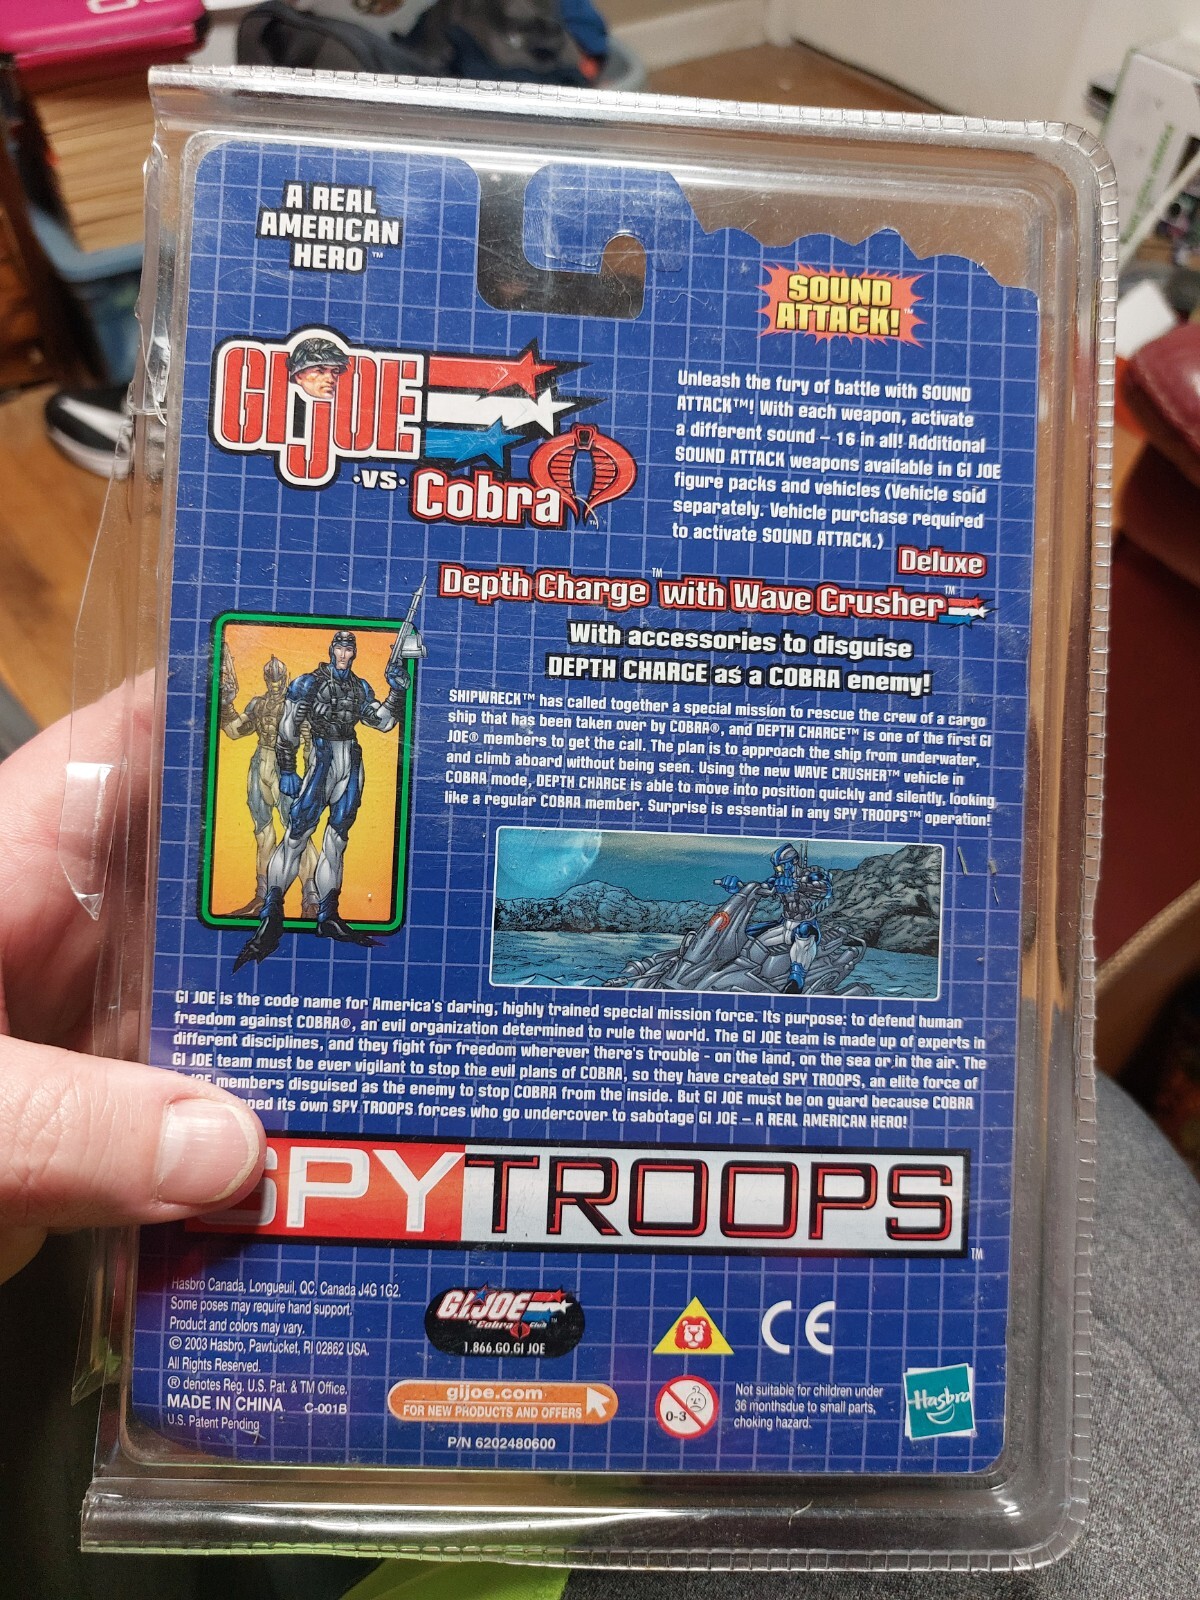 A REAL
AMERICAN
HERO™
SOUND
ATTACK!™
GI JOE
·VS· Cobra™
Unleash the fury of battle with SOUND
ATTACK™! With each weapon, activate
a different sound – 16 in all! Additional
SOUND ATTACK weapons available in GI JOE
figure packs and vehicles (Vehicle sold
separately. Vehicle purchase required
to activate SOUND ATTACK.)
Deluxe
Depth Charge™ with Wave Crusher™
With accessories to disguise
DEPTH CHARGE as a COBRA enemy!
SHIPWRECK™ has called together a special mission to rescue the crew of a cargo
ship that has been taken over by COBRA®, and DEPTH CHARGE™ is one of the first GI
JOE® members to get the call. The plan is to approach the ship from underwater,
and climb aboard without being seen. Using the new WAVE CRUSHER™ vehicle in
COBRA mode, DEPTH CHARGE is able to move into position quickly and silently, looking
like a regular COBRA member. Surprise is essential in any SPY TROOPS™ operation!
GI JOE is the code name for America's daring, highly trained special mission force. Its purpose: to defend human
freedom against COBRA®, an evil organization determined to rule the world. The GI JOE team is made up of experts in
different disciplines, and they fight for freedom wherever there's trouble - on the land, on the sea or in the air. The
GI JOE team must be ever vigilant to stop the evil plans of COBRA, so they have created SPY TROOPS, an elite force of
JOE members disguised as the enemy to stop COBRA from the inside. But GI JOE must be on guard because COBRA
its own SPY TROOPS forces who go undercover to sabotage GI JOE – A REAL AMERICAN HERO!
SPYTROOPS™
Hasbro Canada, Longueuil, QC, Canada J4G 1G2.
Some poses may require hand support.
Product and colors may vary.
© 2003 Hasbro, Pawtucket, RI 02862 USA.
All Rights Reserved.
® denotes Reg. U.S. Pat. & TM Office.
MADE IN CHINA C-001B
U.S. Patent Pending
GI JOE
vs Cobra Club™
1.866.GO.GI JOE
gijoe.com
FOR NEW PRODUCTS AND OFFERS
P/N 6202480600
CE
0-3
Not suitable for children under
36 monthsdue to small parts,
choking hazard.
Hasbro